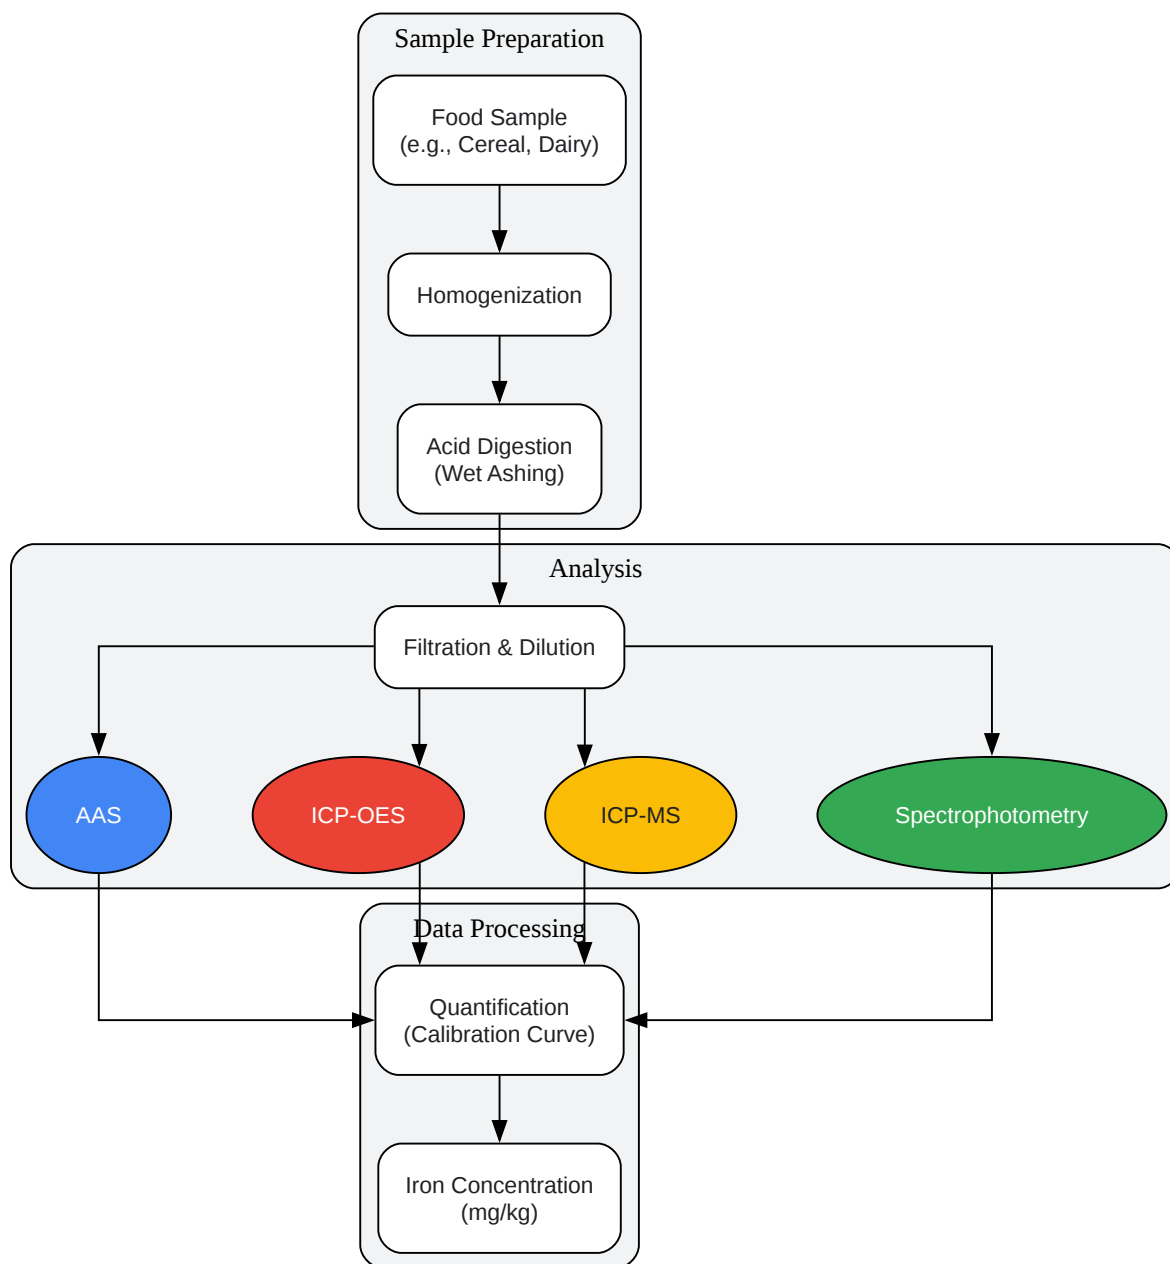 Sample Preparation
Food Sample
(e.g., Cereal, Dairy)
Homogenization
Acid Digestion
(Wet Ashing)
Analysis
Filtration & Dilution
AAS
ICP-OES
ICP-MS
Spectrophotometry
Data Processing
Quantification
(Calibration Curve)
Iron Concentration
(mg/kg)